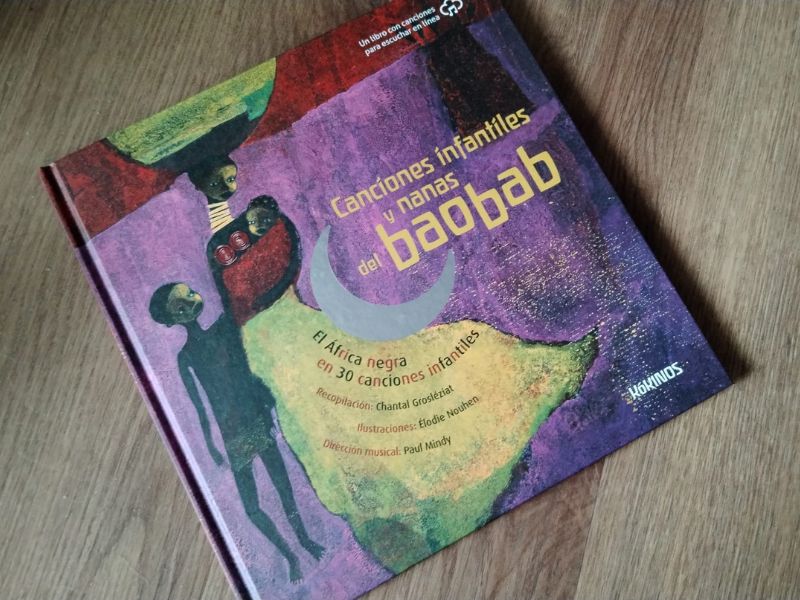 Un libro con canciones
para escuchar en línea
Canciones infantiles
y nanas
del baobab
El África negra
en 30 canciones infantiles
Recopilación: Chantal Grosléziat
Ilustraciones: Élodie Nouhen
Dirección musical: Paul Mindy
KÓKINOS